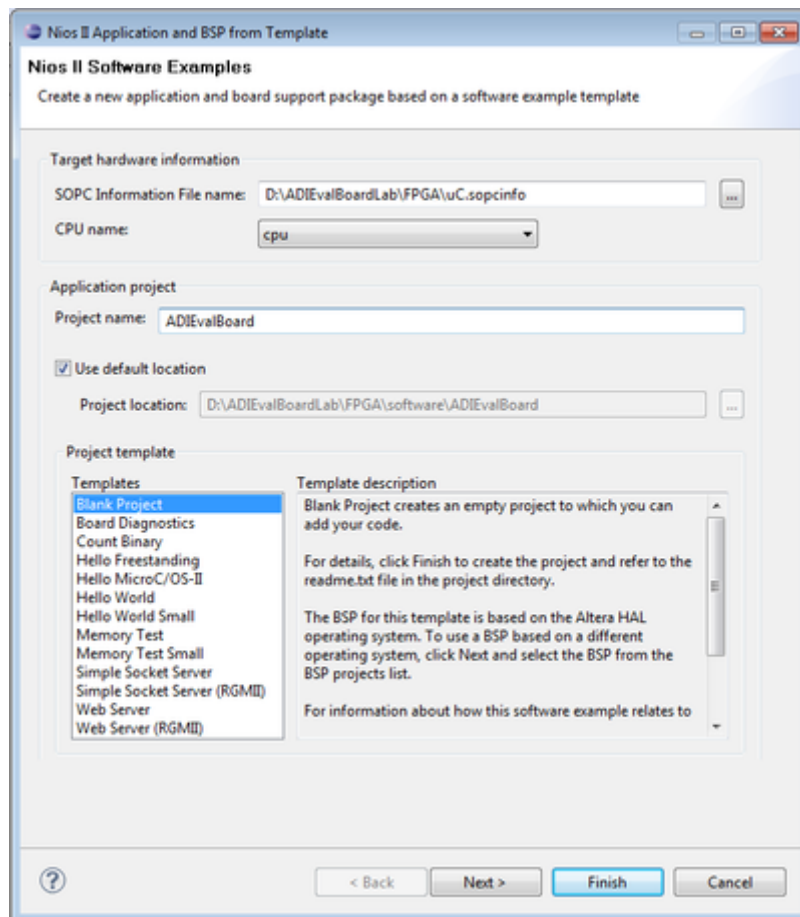 Nios II Application and BSP from Template
Nios II Software Examples
Create a new application and board support package based on a software example template
Target hardware information
SOPC Information File name: D:\ADIEvalBoardLab\FPGA\uC.sopcinfo ...
CPU name: cpu
Application project
Project name: ADIEvalBoard
Use default location
Project location: D:\ADIEvalBoardLab\FPGA\software\ADIEvalBoard ...
Project template
Templates
Blank Project
Board Diagnostics
Count Binary
Hello Freestanding
Hello MicroC/OS-II
Hello World
Hello World Small
Memory Test
Memory Test Small
Simple Socket Server
Simple Socket Server (RGMII)
Web Server
Web Server (RGMII)
Template description
Blank Project creates an empty project to which you can
add your code.
For details, click Finish to create the project and refer to the
readme.txt file in the project directory.
The BSP for this template is based on the Altera HAL
operating system. To use a BSP based on a different
operating system, click Next and select the BSP from the
BSP projects list.
For information about how this software example relates to
? < Back Next > Finish Cancel